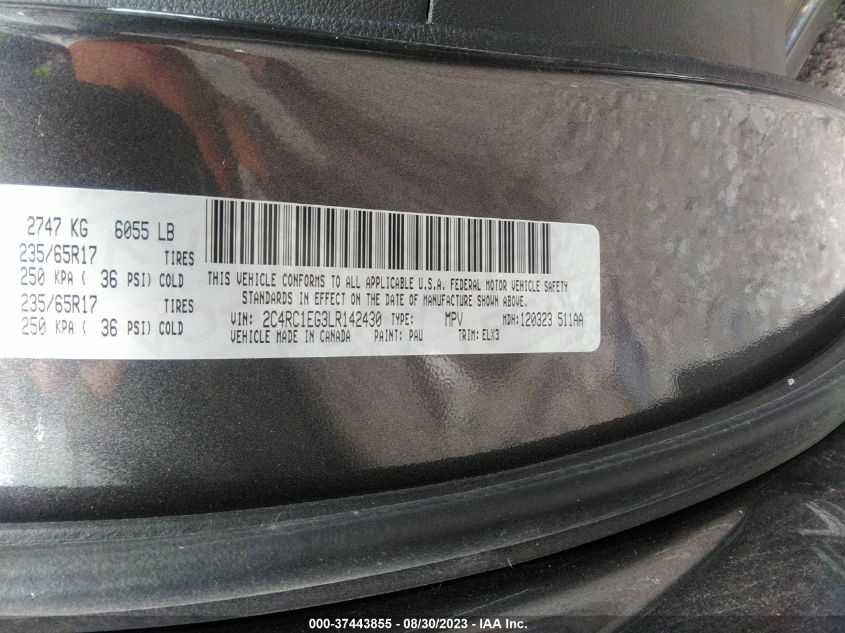 2747 KG 6055 LB
235/65R17 TIRES
250 KPA ( 36 PSI) COLD
235/65R17 TIRES
250 KPA ( 36 PSI) COLD
THIS VEHICLE CONFORMS TO ALL APPLICABLE U.S.A. FEDERAL MOTOR VEHICLE SAFETY
STANDARDS IN EFFECT ON THE DATE OF MANUFACTURE SHOWN ABOVE.
VIN: 2C4RC1EG3LR142430 TYPE: MPV MDH:120323 511AA
VEHICLE MADE IN CANADA PAINT: PAU TRIM: ELX3
000-37443855 - 08/30/2023 - IAA Inc.